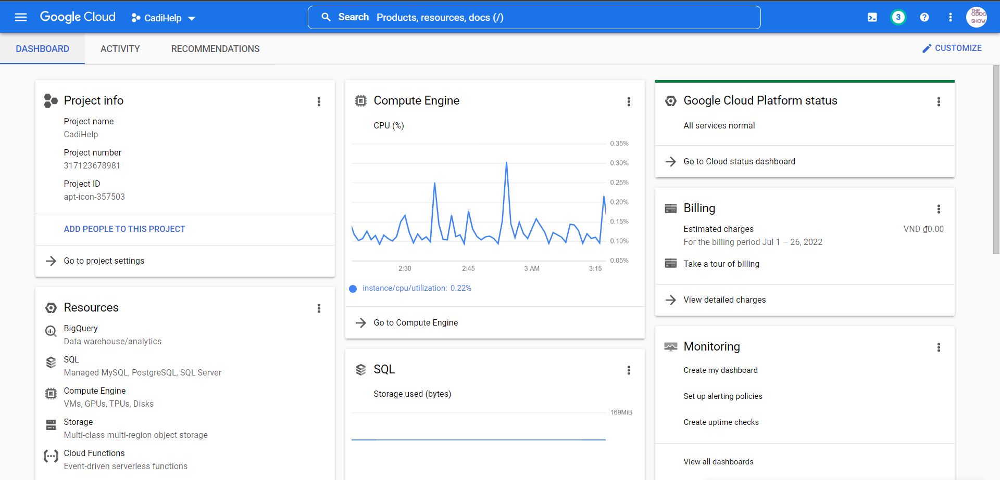 Google Cloud
CadiHelp
Search Products, resources, docs (/)
3
THE
ODOO
SHOW
DASHBOARD
ACTIVITY
RECOMMENDATIONS
CUSTOMIZE
Project info
Project name
CadiHelp
Project number
317123678981
Project ID
apt-icon-357503
ADD PEOPLE TO THIS PROJECT
Go to project settings
Resources
BigQuery
Data warehouse/analytics
SQL
Managed MySQL, PostgreSQL, SQL Server
Compute Engine
VMs, GPUs, TPUs, Disks
Storage
Multi-class multi-region object storage
Cloud Functions
Event-driven serverless functions
Compute Engine
CPU (%)
0.35%
0.30%
0.25%
0.20%
0.15%
0.10%
0.05%
2:30
2:45
3 AM
3:15
instance/cpu/utilization: 0.22%
Go to Compute Engine
SQL
Storage used (bytes)
169MiB
Google Cloud Platform status
All services normal
Go to Cloud status dashboard
Billing
Estimated charges
VND ₫0.00
For the billing period Jul 1 – 26, 2022
Take a tour of billing
View detailed charges
Monitoring
Create my dashboard
Set up alerting policies
Create uptime checks
View all dashboards